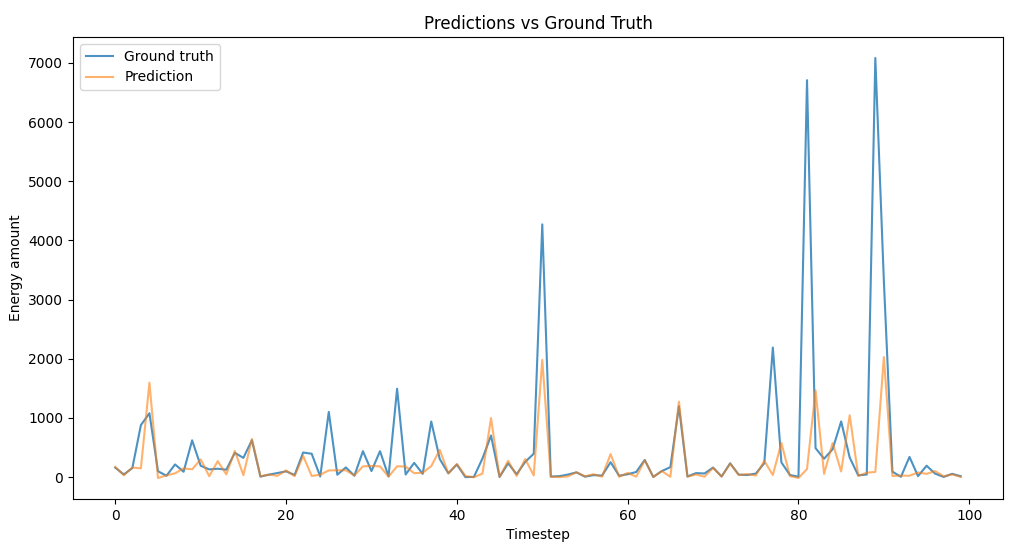 Predictions vs Ground Truth
Ground truth
Prediction
7000
6000
5000
4000
3000
2000
1000
0
Energy amount
0 20 40 60 80 100
Timestep